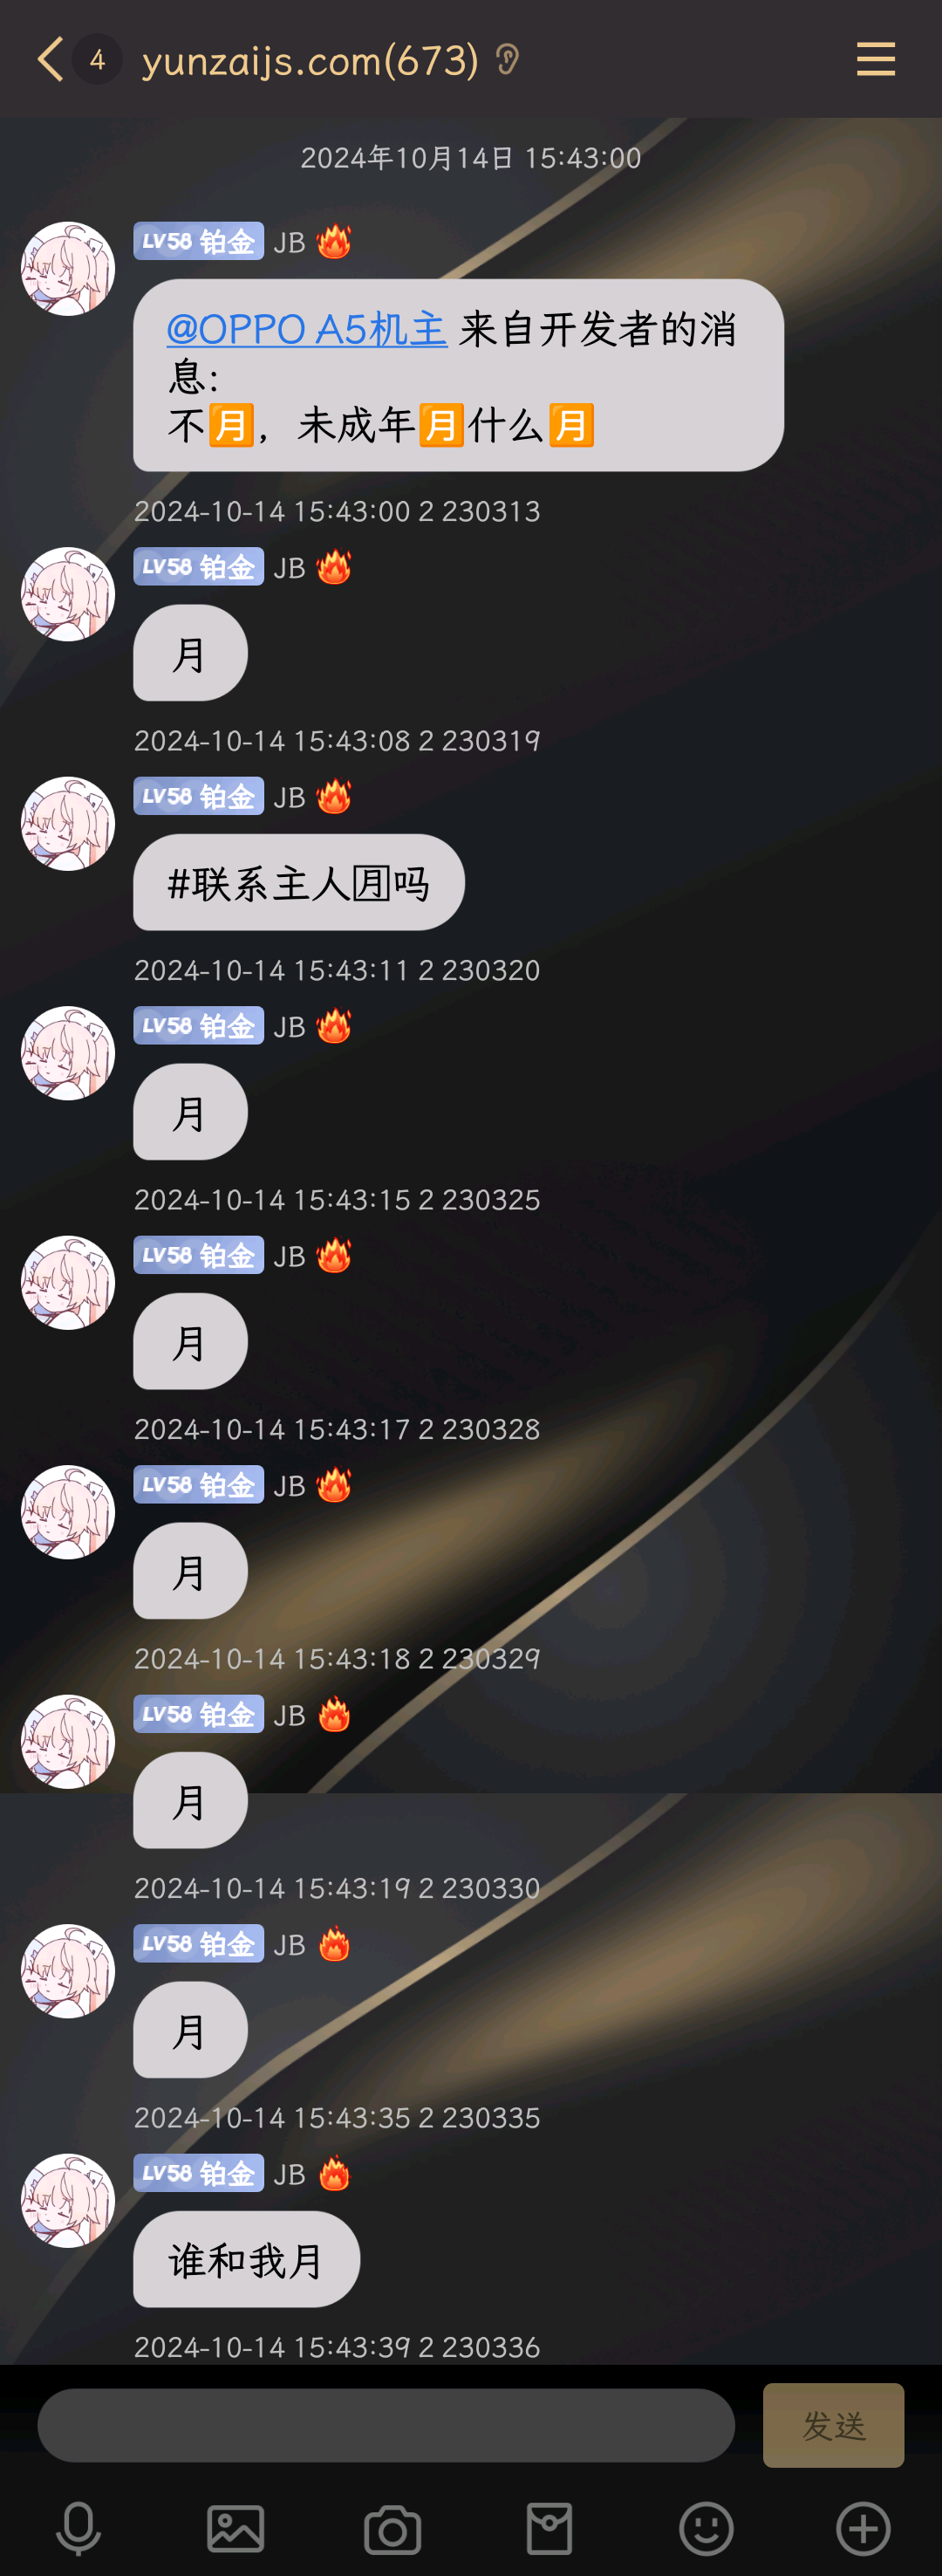 4 yunzaijs.com(673)
2024年10月14日 15:43:00
LV58 铂金 JB 🔥
@OPPO A5机主 来自开发者的消
息:
不🈷️，未成年🈷️什么🈷️
2024-10-14 15:43:00 2 230313
LV58 铂金 JB 🔥
月
2024-10-14 15:43:08 2 230319
LV58 铂金 JB 🔥
#联系主人🈷吗
2024-10-14 15:43:11 2 230320
LV58 铂金 JB 🔥
月
2024-10-14 15:43:15 2 230325
LV58 铂金 JB 🔥
月
2024-10-14 15:43:17 2 230328
LV58 铂金 JB 🔥
月
2024-10-14 15:43:18 2 230329
LV58 铂金 JB 🔥
月
2024-10-14 15:43:19 2 230330
LV58 铂金 JB 🔥
月
2024-10-14 15:43:35 2 230335
LV58 铂金 JB 🔥
谁和我月
2024-10-14 15:43:39 2 230336
发送